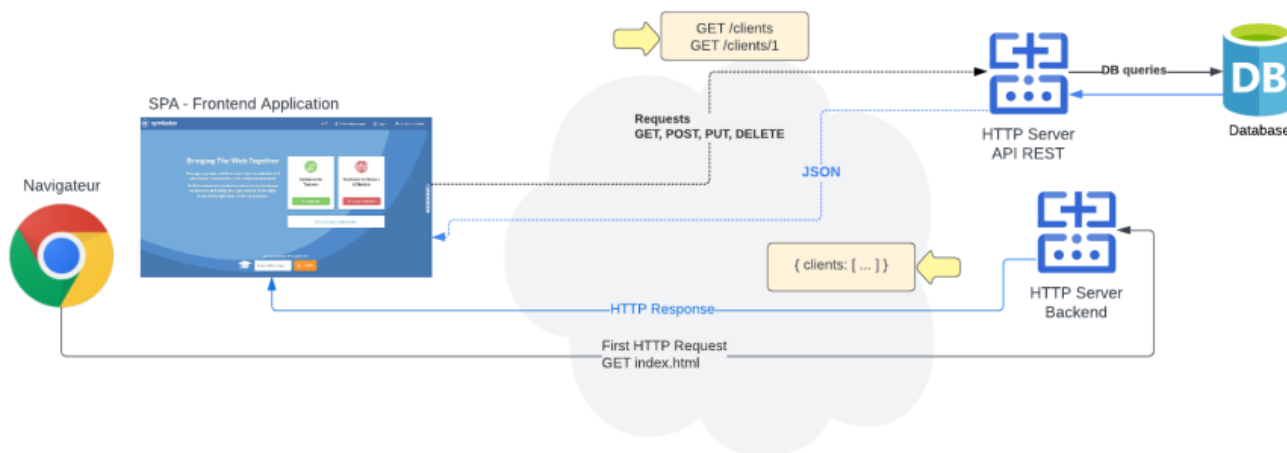 GET /clients
GET /clients/1
DB queries
DB
Database
SPA - Frontend Application
Requests
GET, POST, PUT, DELETE
HTTP Server
API REST
Bringing The Web Together
JSON
Navigateur
{ clients: [ ... ] }
HTTP Server
Backend
HTTP Response
First HTTP Request
GET index.html